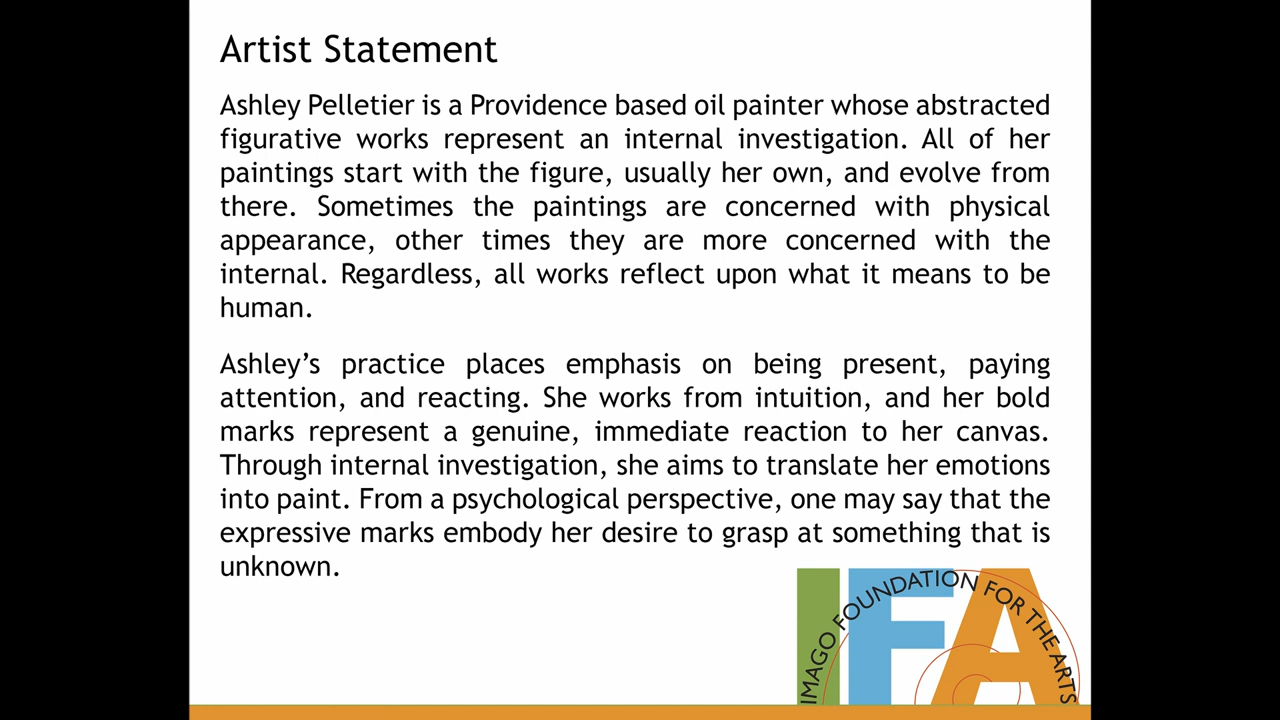 Artist Statement
Ashley Pelletier is a Providence based oil painter whose abstracted
figurative works represent an internal investigation. All of her
paintings start with the figure, usually her own, and evolve from
there. Sometimes the paintings are concerned with physical
appearance, other times they are more concerned with the
internal. Regardless, all works reflect upon what it means to be
human.
Ashley’s practice places emphasis on being present, paying
attention, and reacting. She works from intuition, and her bold
marks represent a genuine, immediate reaction to her canvas.
Through internal investigation, she aims to translate her emotions
into paint. From a psychological perspective, one may say that the
expressive marks embody her desire to grasp at something that is
unknown.
IFA
IMAGO FOUNDATION FOR THE ARTS